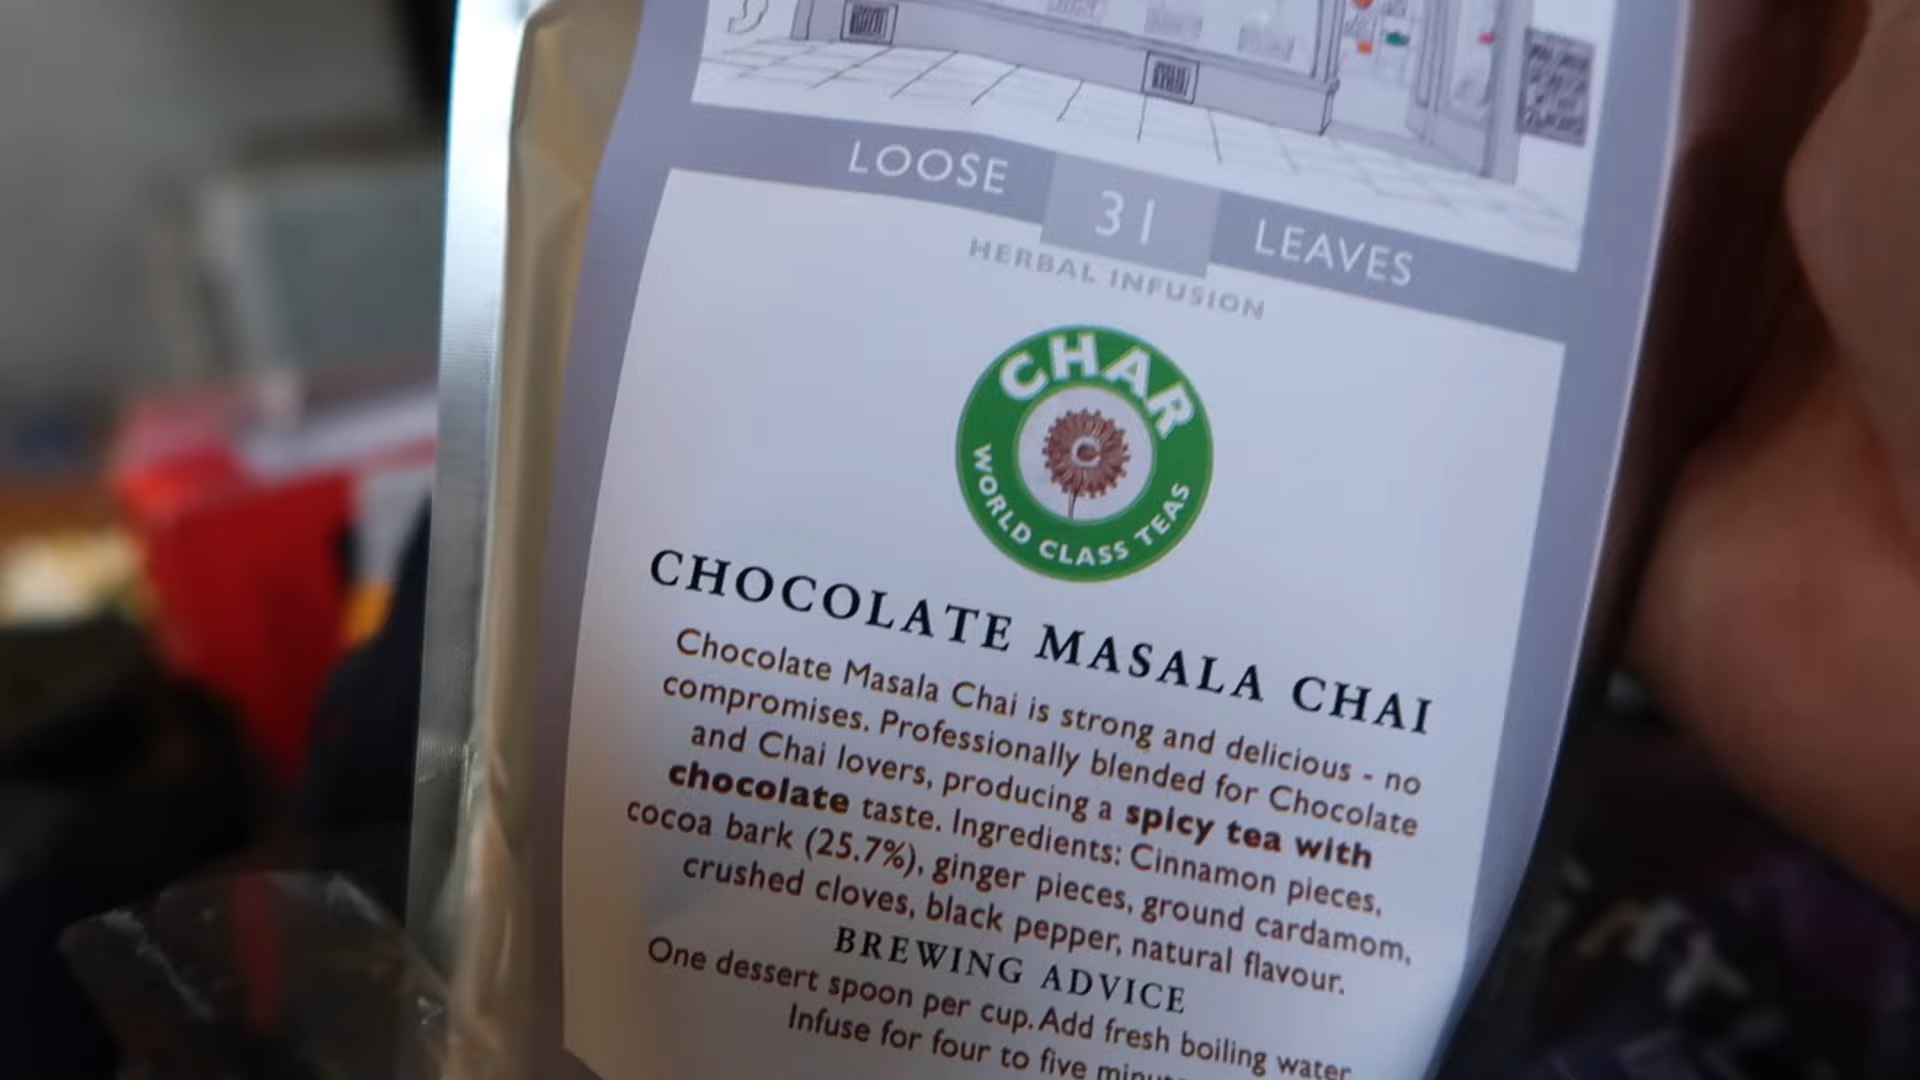 LOOSE 31 LEAVES
HERBAL INFUSION
CHAR
WORLD CLASS TEAS
C
CHOCOLATE MASALA CHAI
Chocolate Masala Chai is strong and delicious - no
compromises. Professionally blended for Chocolate
and Chai lovers, producing a spicy tea with
chocolate taste. Ingredients: Cinnamon pieces,
cocoa bark (25.7%), ginger pieces, ground cardamom,
crushed cloves, black pepper, natural flavour.
BREWING ADVICE
One dessert spoon per cup. Add fresh boiling water.
Infuse for four to five